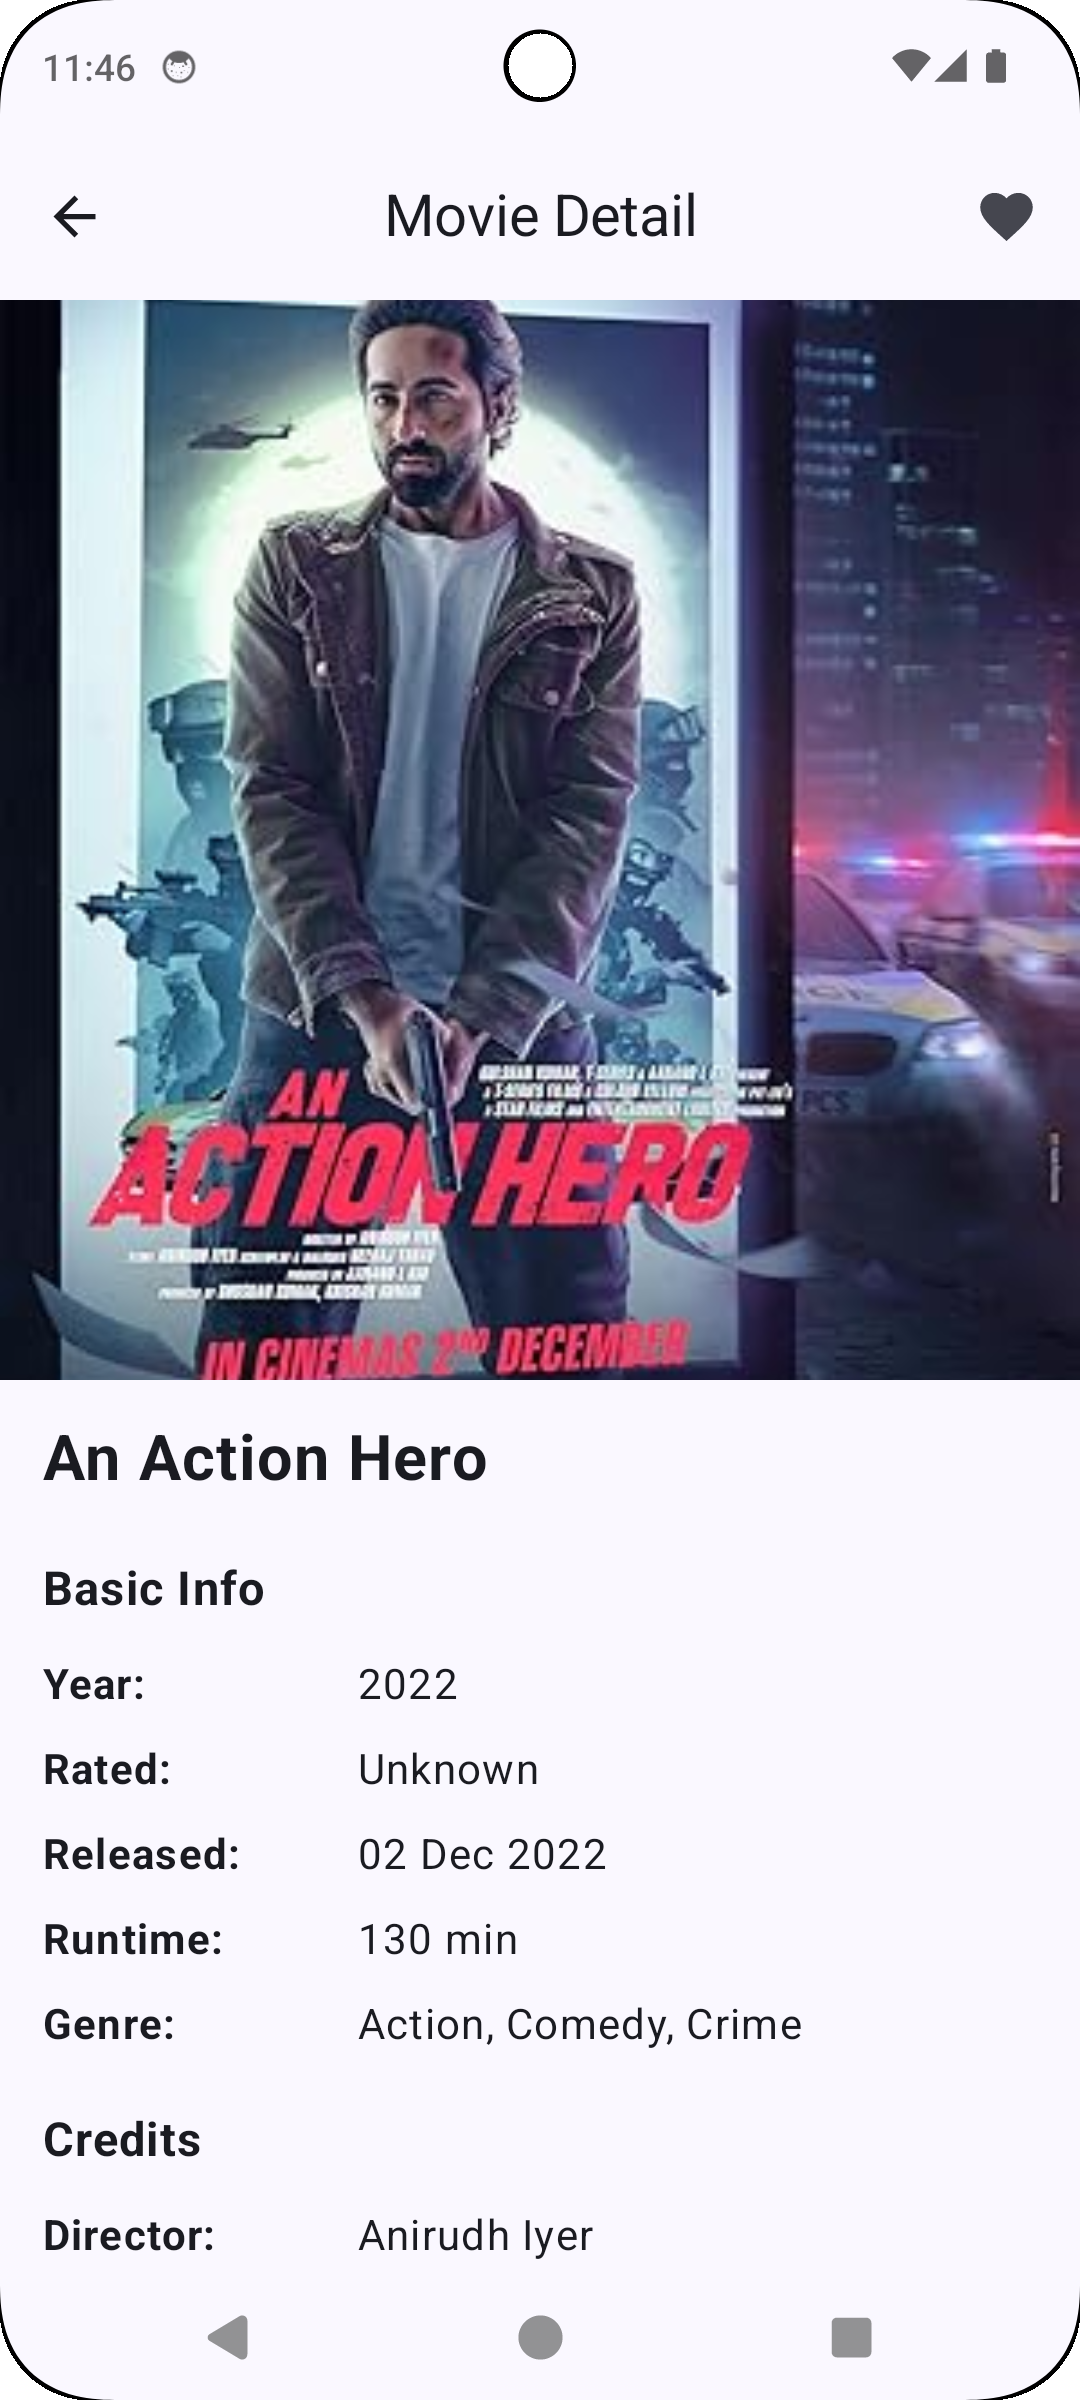 11:46
Movie Detail
AN
ACTION HERO
IN CINEMAS 2ND DECEMBER
An Action Hero
Basic Info
Year: 2022
Rated: Unknown
Released: 02 Dec 2022
Runtime: 130 min
Genre: Action, Comedy, Crime
Credits
Director: Anirudh Iyer